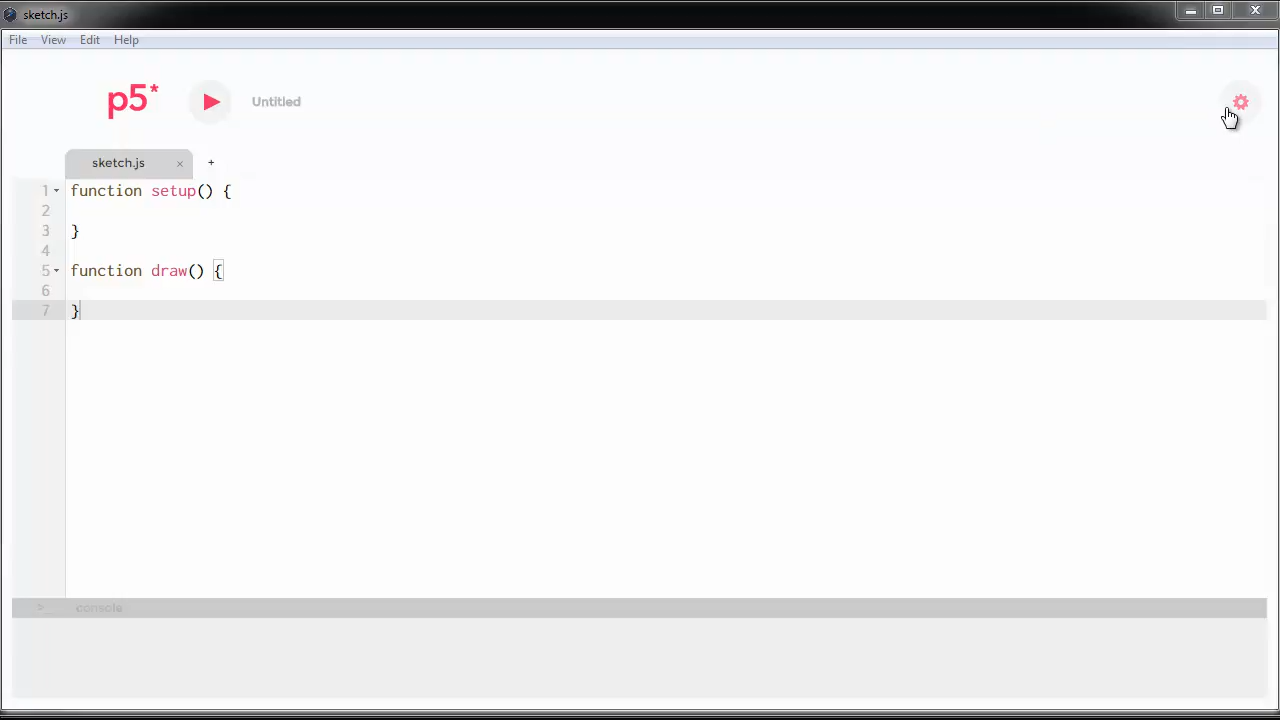 sketch.js
File View Edit Help
p5* Untitled
sketch.js × +
1 function setup() {
2
3 }
4
5 function draw() {
6
7 }
>_ console